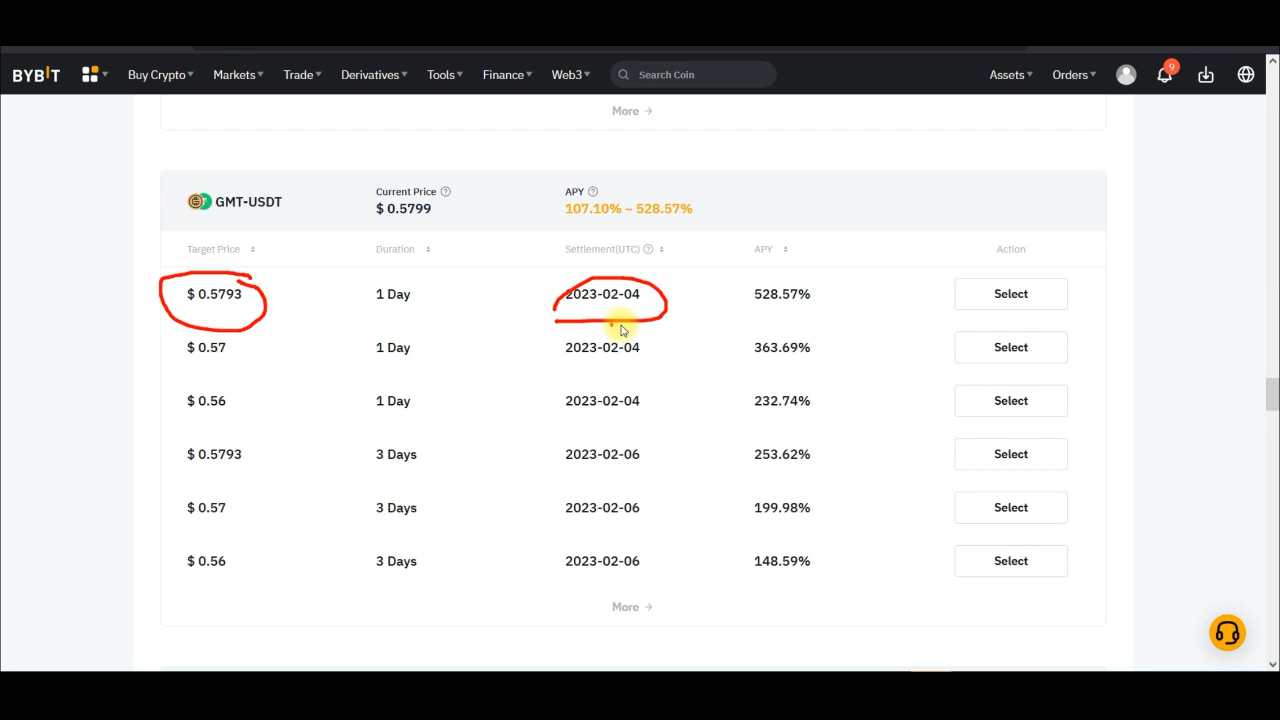 BYBIT Buy Crypto Markets Trade Derivatives Tools Finance Web3 Search Coin Assets Orders 9
More →
GMT-USDT Current Price APY
$ 0.5799 107.10% ~ 528.57%
Target Price Duration Settlement(UTC) APY Action
$ 0.5793 1 Day 2023-02-04 528.57% Select
$ 0.57 1 Day 2023-02-04 363.69% Select
$ 0.56 1 Day 2023-02-04 232.74% Select
$ 0.5793 3 Days 2023-02-06 253.62% Select
$ 0.57 3 Days 2023-02-06 199.98% Select
$ 0.56 3 Days 2023-02-06 148.59% Select
More →